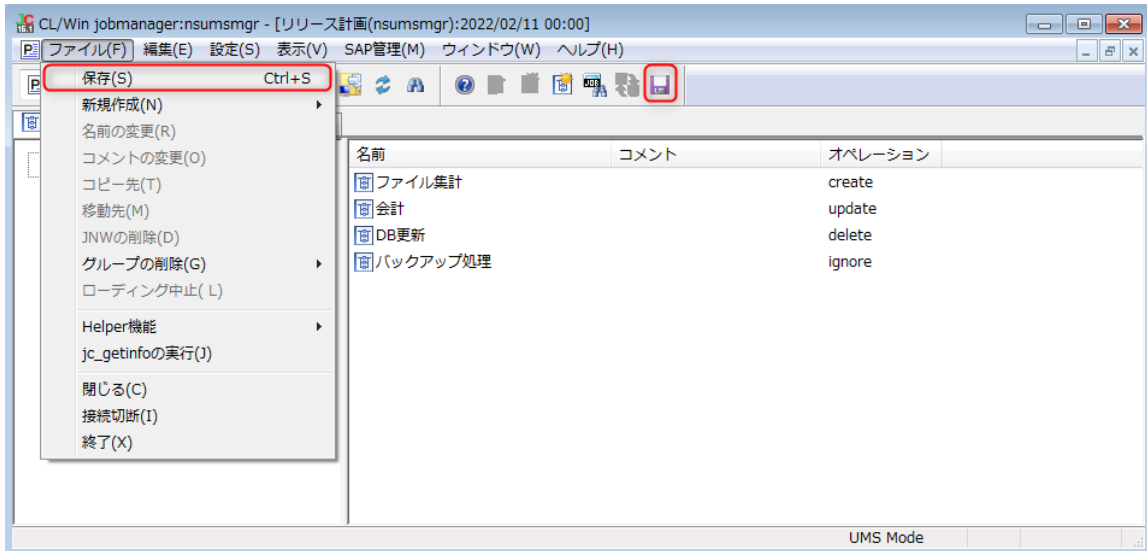 CL/Win jobmanager:nsumsmgr - [リリース計画(nsumsmgr):2022/02/11 00:00]
ファイル(F) 編集(E) 設定(S) 表示(V) SAP管理(M) ウィンドウ(W) ヘルプ(H)
保存(S) Ctrl+S
新規作成(N)
名前の変更(R)
コメントの変更(O)
コピー先(T)
移動先(M)
JNWの削除(D)
グループの削除(G)
ローディング中止( L)
Helper機能
jc_getinfoの実行(J)
閉じる(C)
接続切断(I)
終了(X)
名前 コメント オペレーション
ファイル集計 create
会計 update
DB更新 delete
バックアップ処理 ignore
UMS Mode